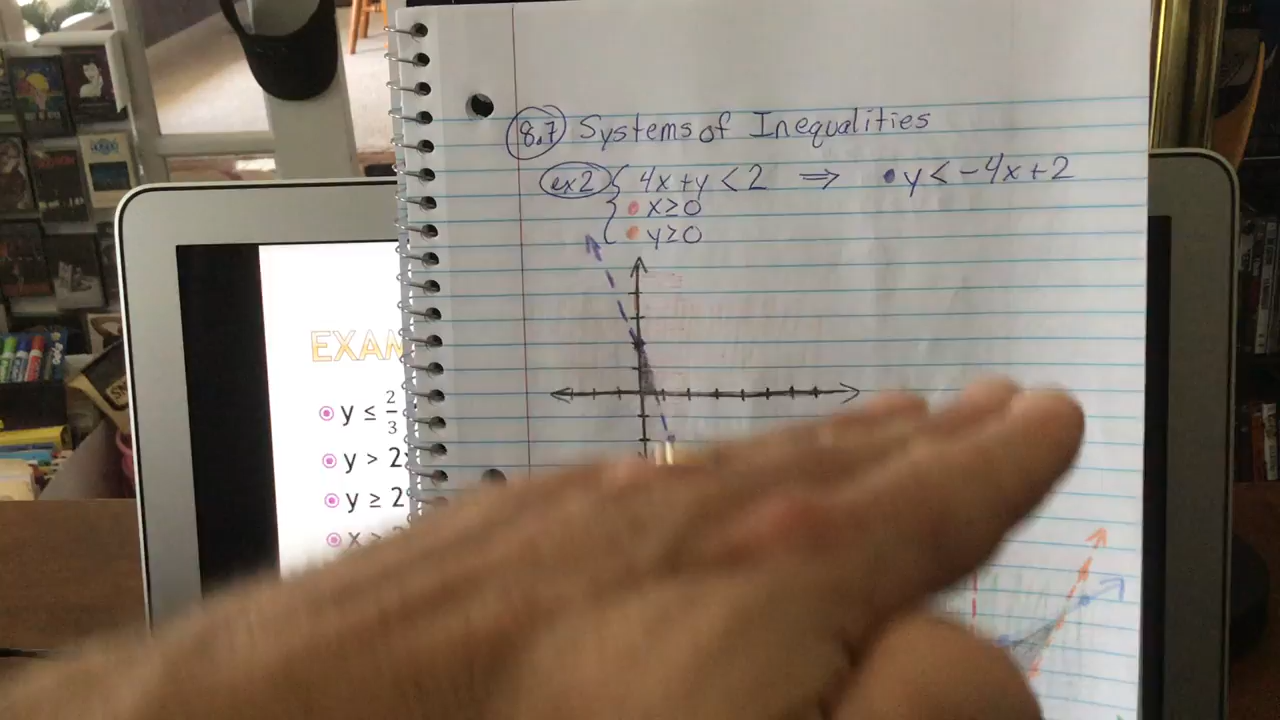 8.7 Systems of Inequalities
ex2 4x+y<2 ⇒ •y<-4x+2
• x≥0
• y≥0
EXAM
y ≤ 2/3
y > 2
y ≥ 2